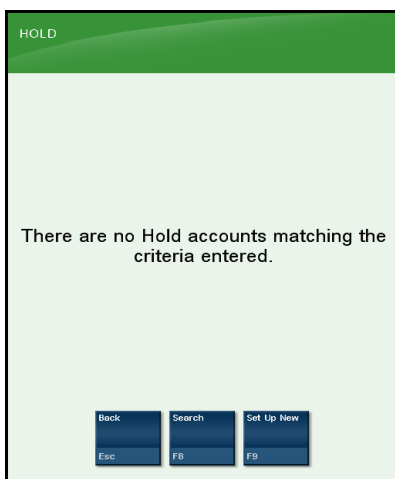 HOLD
There are no Hold accounts matching the
criteria entered.
Back Search Set Up New
Esc F8 F9